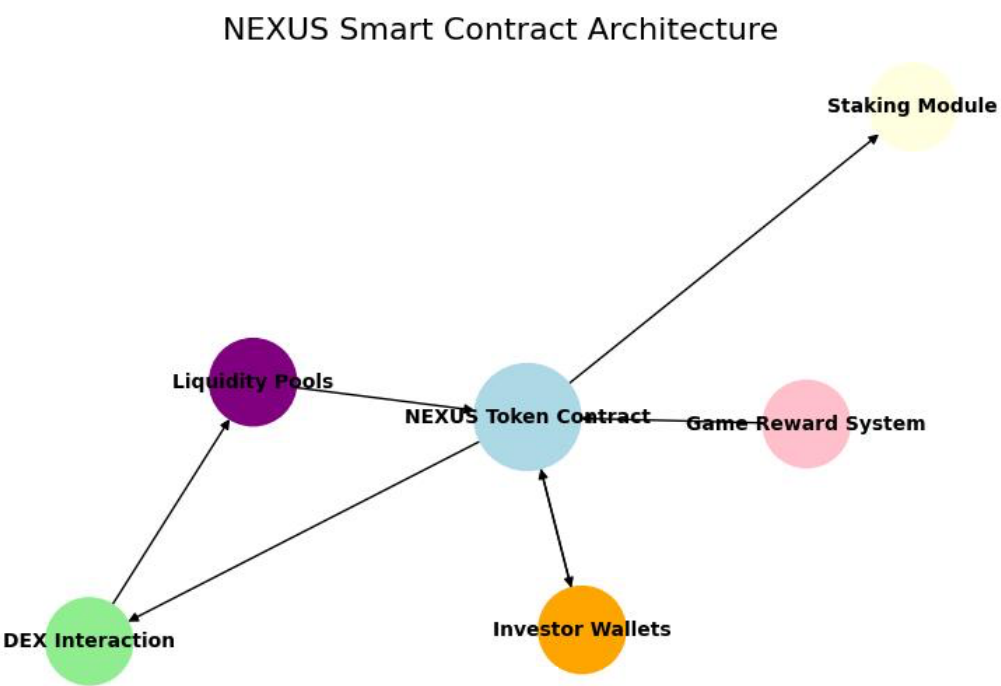 NEXUS Smart Contract Architecture
Staking Module
Liquidity Pools
NEXUS Token Contract
Game Reward System
Investor Wallets
DEX Interaction